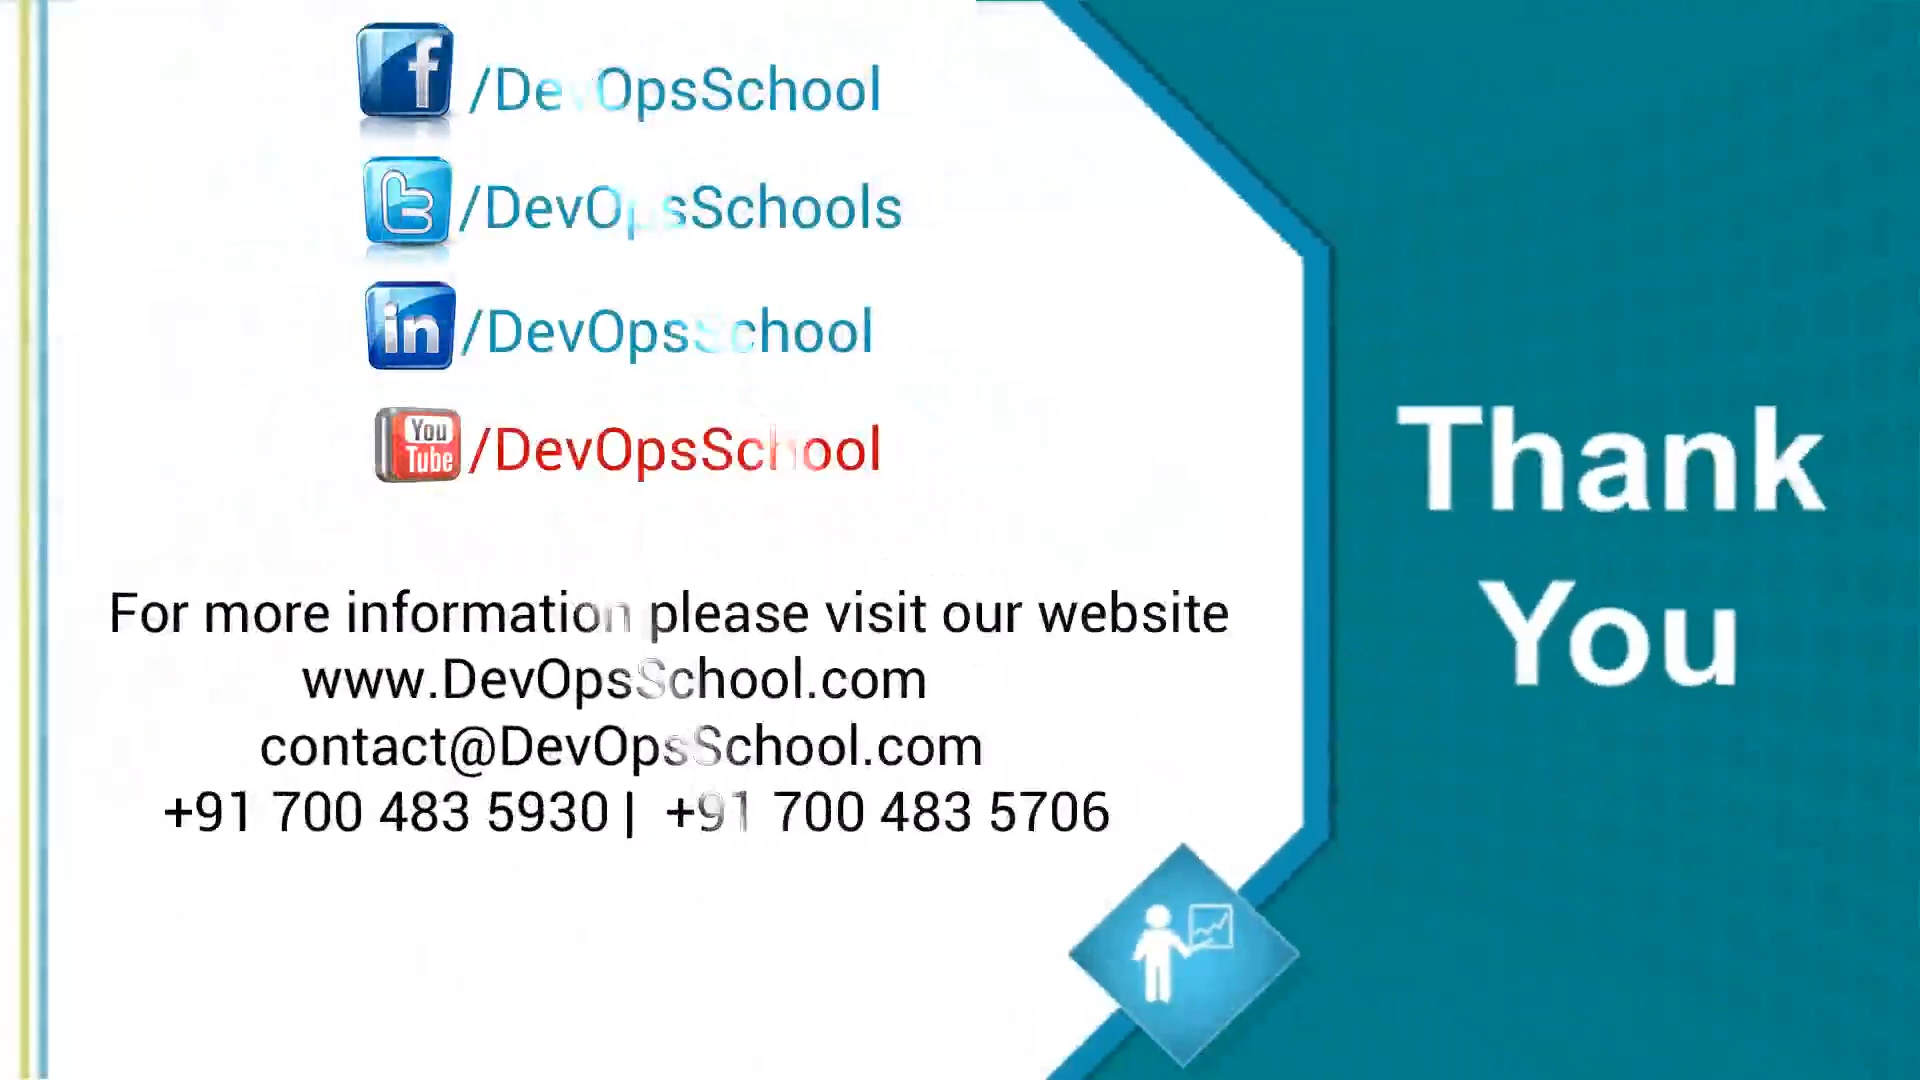 f /DevOpsSchool
t /DevOpsSchools
in /DevOpsSchool
You
Tube /DevOpsSchool
For more information please visit our website
www.DevOpsSchool.com
contact@DevOpsSchool.com
+91 700 483 5930 | +91 700 483 5706
Thank
You